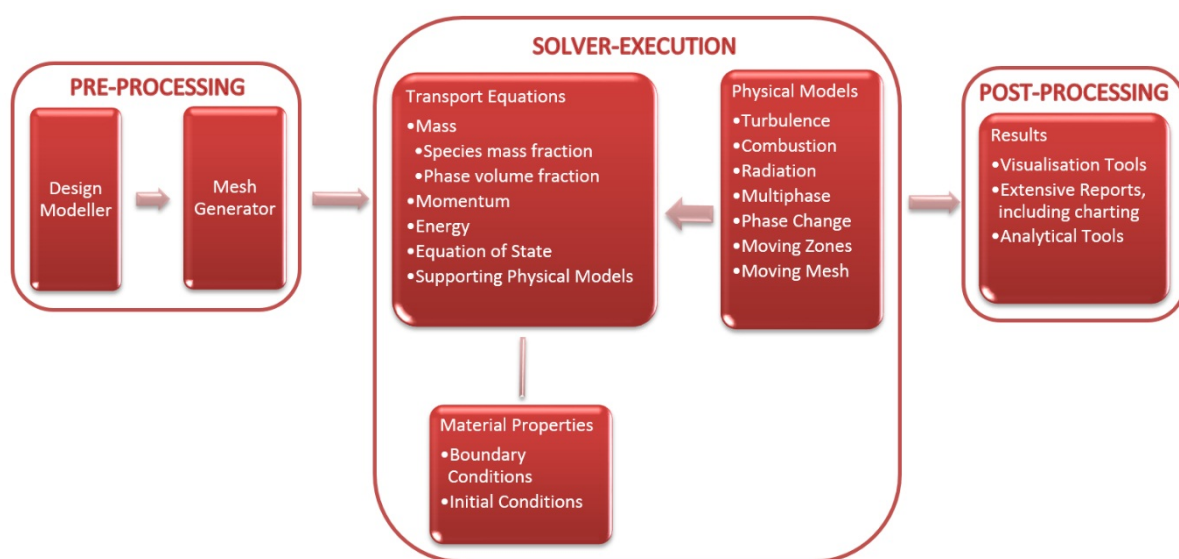 PRE-PROCESSING
Design
Modeller
Mesh
Generator
SOLVER-EXECUTION
Transport Equations
•Mass
•Species mass fraction
•Phase volume fraction
•Momentum
•Energy
•Equation of State
•Supporting Physical Models
Physical Models
•Turbulence
•Combustion
•Radiation
•Multiphase
•Phase Change
•Moving Zones
•Moving Mesh
Material Properties
•Boundary
Conditions
•Initial Conditions
POST-PROCESSING
Results
•Visualisation Tools
•Extensive Reports,
including charting
•Analytical Tools